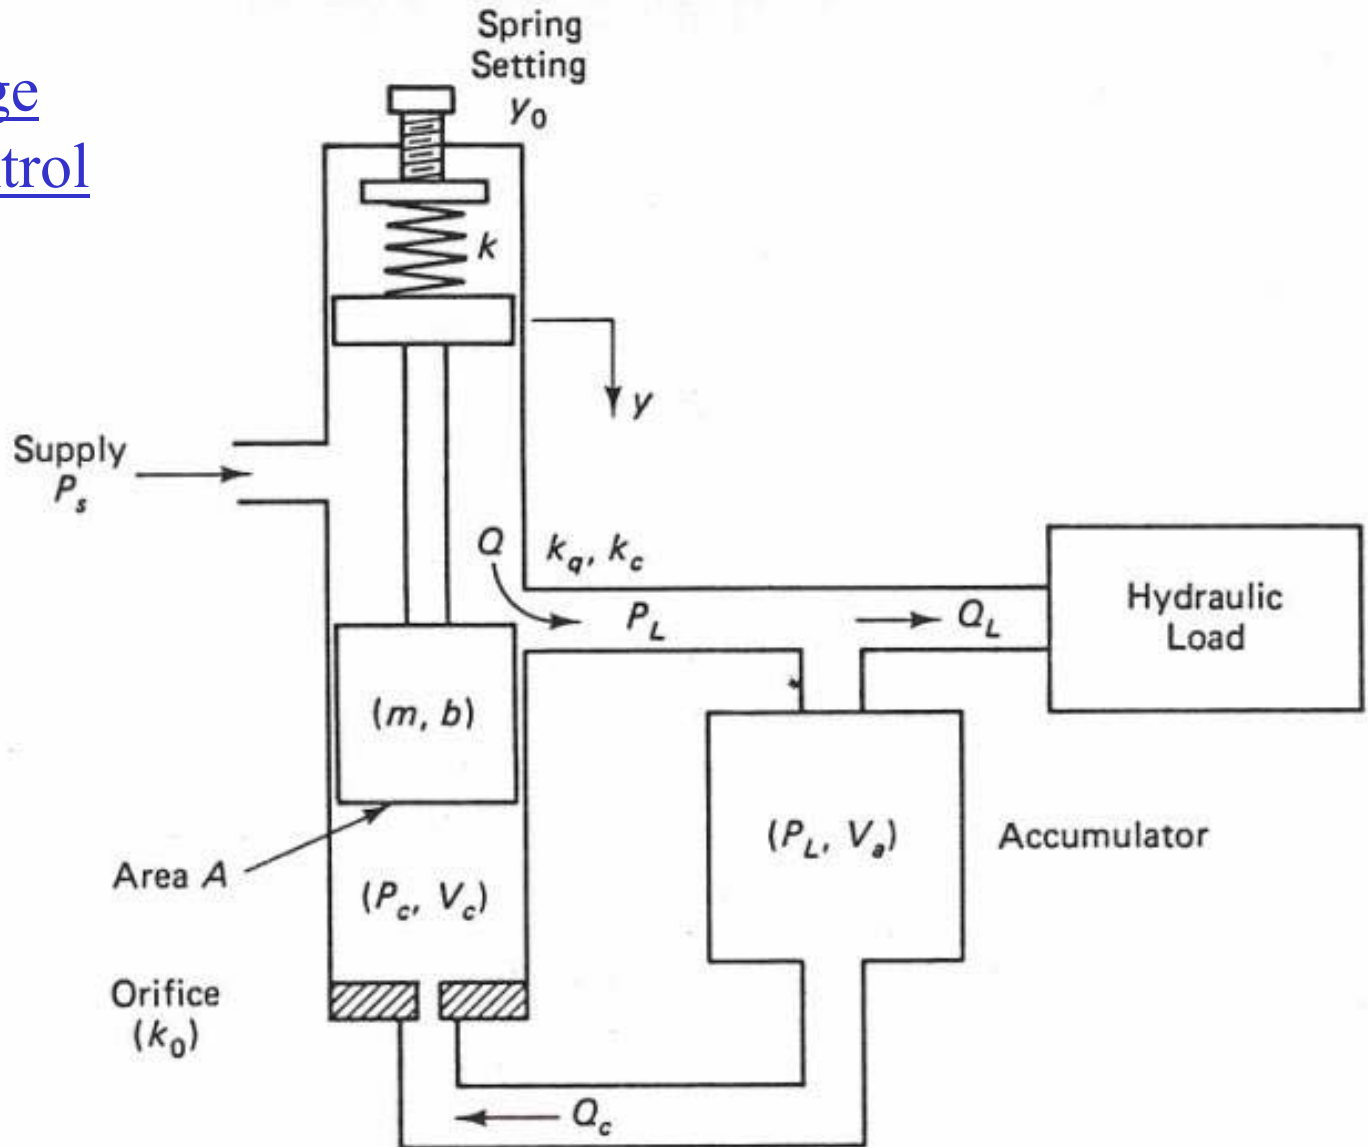 Spring
Setting
y₀
trol
k
y
Supply
Pₛ
Q
k_q, k_c
P_L
Q_L
Hydraulic
Load
(m, b)
Area A
(P_c, V_c)
(P_L, V_a)
Accumulator
Orifice
(k₀)
Q_c